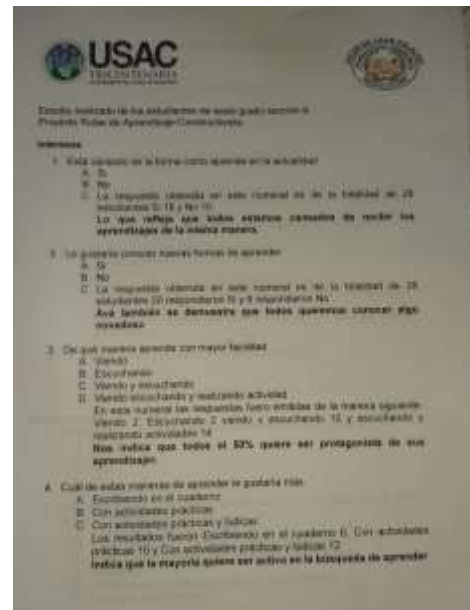 USAC
TRICENTENARIA
Estudio realizado de los estudiantes de sexto grado sección A
Proyecto Rutas de Aprendizaje Constructivista.
Intereses
1. Está cansado de la forma como aprende en la actualidad
A. Si
B. No
C. La respuesta obtenida en este numeral es de la totalidad de 28
estudiantes Si 18 y No 10.
Lo que refleja que todos estamos cansados de recibir los
aprendizajes de la misma manera.
2. Le gustaría conocer nuevas formas de aprender
A. Si
B. No
C. La respuesta obtenida en este numeral es de la totalidad de 28
estudiantes 20 respondieron Si y 8 respondieron No
Acá también se demuestra que todos queremos conocer algo
novedoso
3. De qué manera aprende con mayor facilidad
A. Viendo
B. Escuchando
C. Viendo y escuchando
D. Viendo escuchando y realizando actividad
En este numeral las respuestas fuero emitidas de la manera siguiente
Viendo 2, Escuchando 2 viendo y escuchando 10 y escuchando y
realizando actividades 14
Nos indica que todos el 50% quiere ser protagonista de sus
aprendizajes
4. Cuál de estas maneras de aprender le gustaría más
A. Escribiendo en el cuaderno
B. Con actividades prácticas
C. Con actividades prácticas y lúdicas
Los resultados fueron Escribiendo en el cuaderno 6, Con actividades
prácticas 10 y Con actividades prácticas y lúdicas 12
Indica que la mayoría quiere ser activo en la búsqueda de aprender